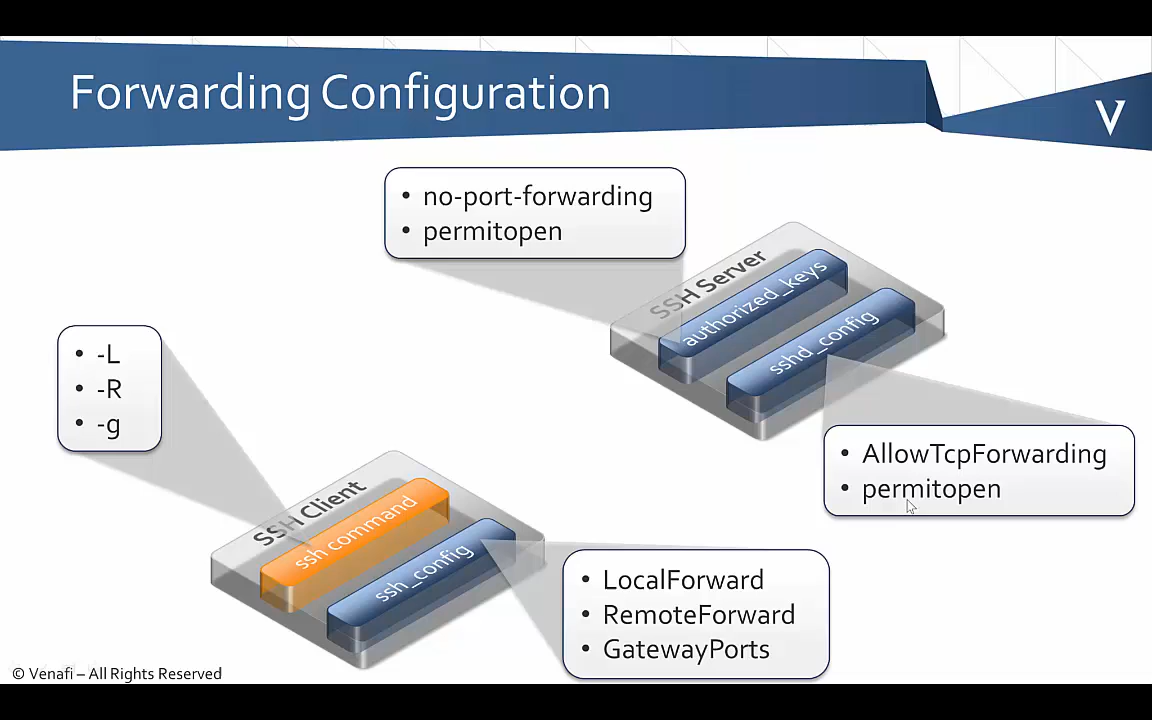 Forwarding Configuration
V
• no-port-forwarding
• permitopen
SSH Server
authorized_keys
sshd_config
• -L
• -R
• -g
• AllowTcpForwarding
• permitopen
SSH Client
ssh command
ssh_config
• LocalForward
• RemoteForward
• GatewayPorts
© Venafi – All Rights Reserved